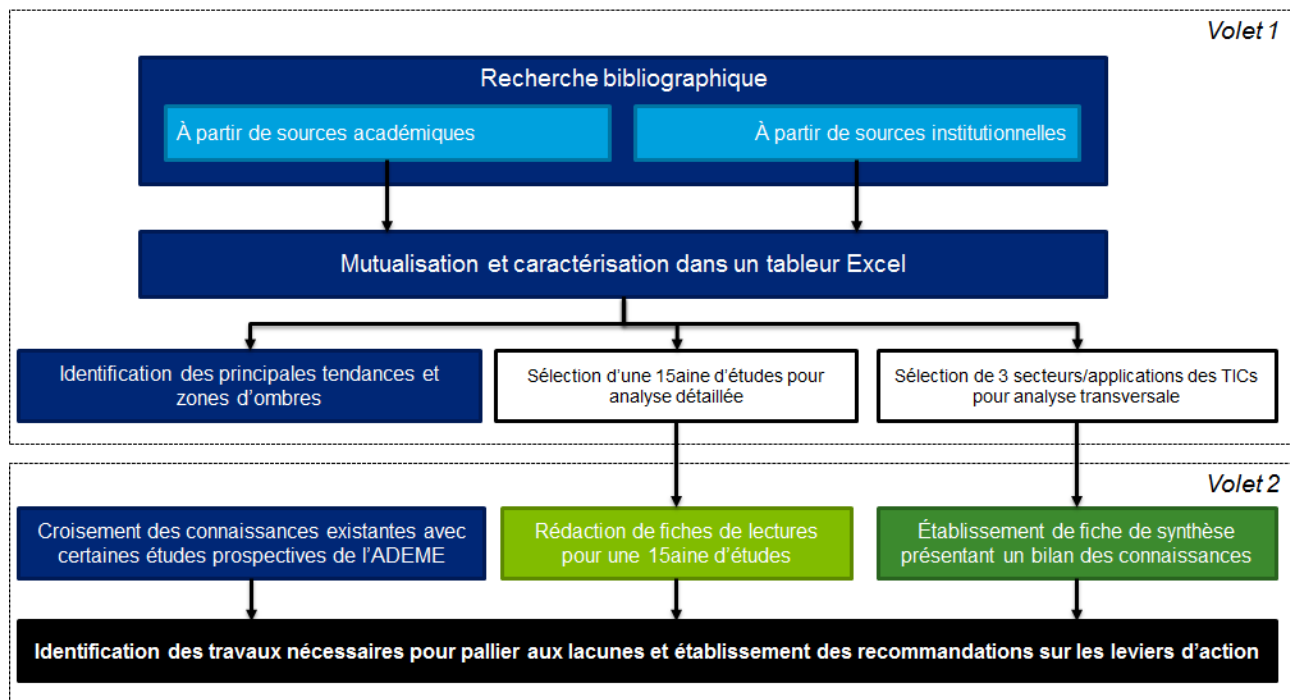 Volet 1
Recherche bibliographique
À partir de sources académiques
À partir de sources institutionnelles
Mutualisation et caractérisation dans un tableur Excel
Identification des principales tendances et
zones d'ombres
Sélection d'une 15aine d'études pour
analyse détaillée
Sélection de 3 secteurs/applications des TICs
pour analyse transversale
Volet 2
Croisement des connaissances existantes avec
certaines études prospectives de l'ADEME
Rédaction de fiches de lectures
pour une 15aine d'études
Établissement de fiche de synthèse
présentant un bilan des connaissances
Identification des travaux nécessaires pour pallier aux lacunes et établissement des recommandations sur les leviers d'action